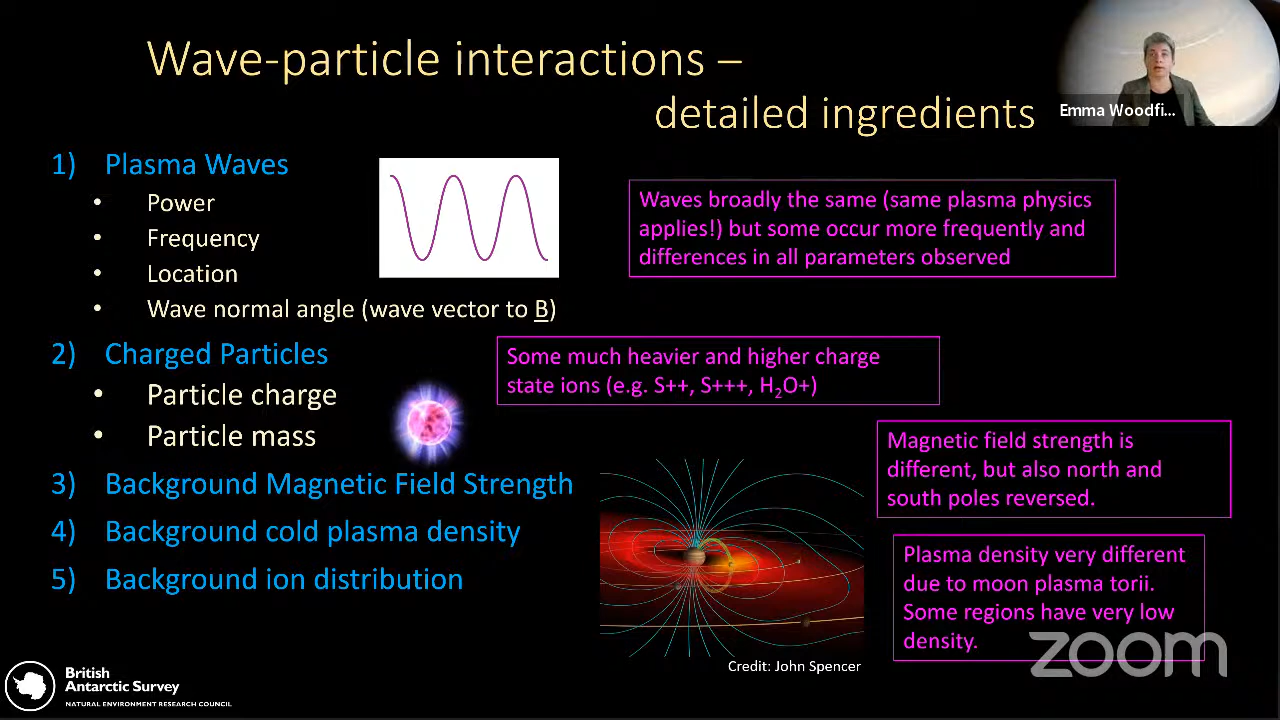 Wave-particle interactions –
detailed ingredients
Emma Woodfi...
1) Plasma Waves
• Power
• Frequency
• Location
• Wave normal angle (wave vector to B)
Waves broadly the same (same plasma physics
applies!) but some occur more frequently and
differences in all parameters observed
2) Charged Particles
• Particle charge
• Particle mass
Some much heavier and higher charge
state ions (e.g. S++, S+++, H₂O+)
3) Background Magnetic Field Strength
4) Background cold plasma density
5) Background ion distribution
Magnetic field strength is
different, but also north and
south poles reversed.
Plasma density very different
due to moon plasma torii.
Some regions have very low
density.
Credit: John Spencer
zoom
British
Antarctic Survey
NATURAL ENVIRONMENT RESEARCH COUNCIL